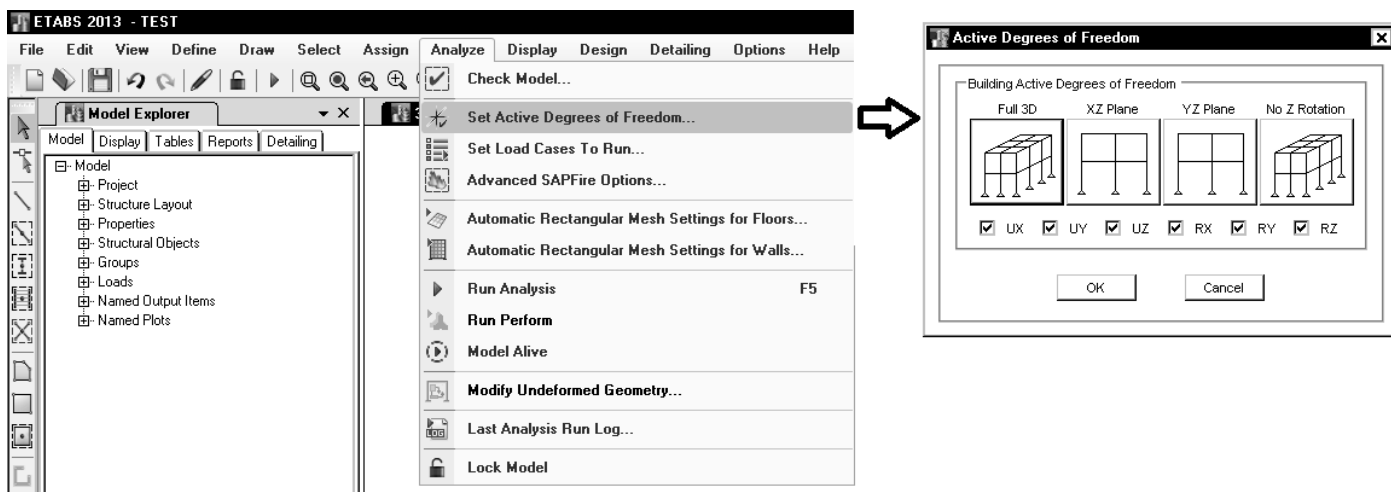 ETABS 2013 - TEST
File Edit View Define Draw Select Assign Analyze Display Design Detailing Options Help
Model Explorer
Model Display Tables Reports Detailing
Model
Project
Structure Layout
Properties
Structural Objects
Groups
Loads
Named Output Items
Named Plots
Check Model...
Set Active Degrees of Freedom...
Set Load Cases To Run...
Advanced SAPFire Options...
Automatic Rectangular Mesh Settings for Floors...
Automatic Rectangular Mesh Settings for Walls...
Run Analysis F5
Run Perform
Model Alive
Modify Undeformed Geometry...
LOG
Last Analysis Run Log...
Lock Model
Active Degrees of Freedom
Building Active Degrees of Freedom
Full 3D XZ Plane YZ Plane No Z Rotation
UX UY UZ RX RY RZ
OK Cancel